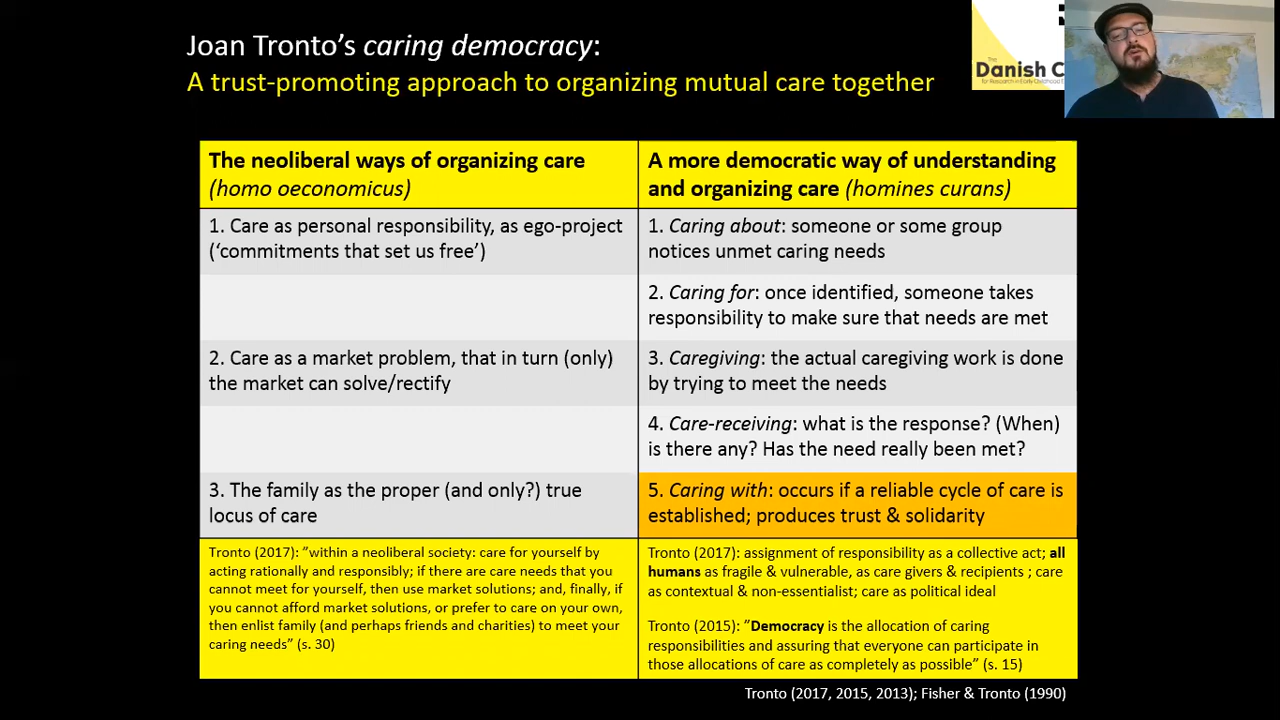 Joan Tronto's caring democracy:
A trust-promoting approach to organizing mutual care together
The
Danish C
for Research in Early Childhood E
The neoliberal ways of organizing care
(homo oeconomicus)
A more democratic way of understanding
and organizing care (homines curans)
1. Care as personal responsibility, as ego-project
('commitments that set us free')
1. Caring about: someone or some group
notices unmet caring needs
2. Caring for: once identified, someone takes
responsibility to make sure that needs are met
2. Care as a market problem, that in turn (only)
the market can solve/rectify
3. Caregiving: the actual caregiving work is done
by trying to meet the needs
4. Care-receiving: what is the response? (When)
is there any? Has the need really been met?
3. The family as the proper (and only?) true
locus of care
5. Caring with: occurs if a reliable cycle of care is
established; produces trust & solidarity
Tronto (2017): ”within a neoliberal society: care for yourself by
acting rationally and responsibly; if there are care needs that you
cannot meet for yourself, then use market solutions; and, finally, if
you cannot afford market solutions, or prefer to care on your own,
then enlist family (and perhaps friends and charities) to meet your
caring needs” (s. 30)
Tronto (2017): assignment of responsibility as a collective act; all
humans as fragile & vulnerable, as care givers & recipients ; care
as contextual & non-essentialist; care as political ideal
Tronto (2015): ”Democracy is the allocation of caring
responsibilities and assuring that everyone can participate in
those allocations of care as completely as possible” (s. 15)
Tronto (2017, 2015, 2013); Fisher & Tronto (1990)